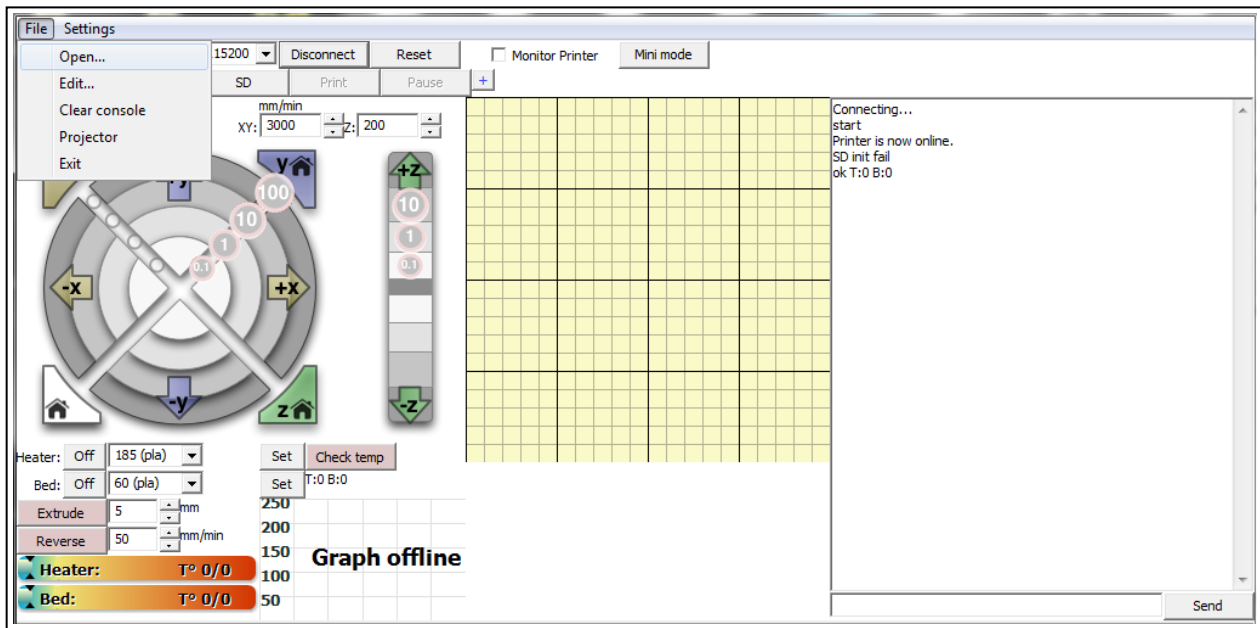 File Settings
Open... 15200 Disconnect Reset Monitor Printer Mini mode
Edit... SD Print Pause +
Clear console mm/min
XY: 3000 Z: 200
Projector
Exit
Connecting...
start
Printer is now online.
SD init fail
ok T:0 B:0
y +z
100 10
10 1
1 0.1
0.1
-x +x
-y z -z
Heater: Off 185 (pla) Set Check temp
Bed: Off 60 (pla) Set T:0 B:0
Extrude 5 mm
Reverse 50 mm/min
250
200
150 Graph offline
100
50
Heater: T° 0/0
Bed: T° 0/0
Send